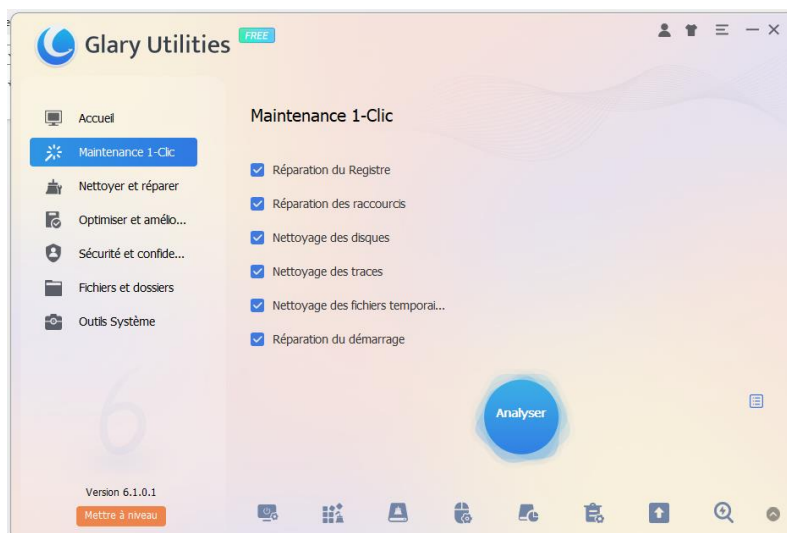 Glary Utilities FREE
Accueil
Maintenance 1-Clic
Nettoyer et réparer
Optimiser et amélio...
Sécurité et confide...
Fichiers et dossiers
Outils Système
6
Version 6.1.0.1
Mettre à niveau
Maintenance 1-Clic
Réparation du Registre
Réparation des raccourcis
Nettoyage des disques
Nettoyage des traces
Nettoyage des fichiers temporai...
Réparation du démarrage
Analyser